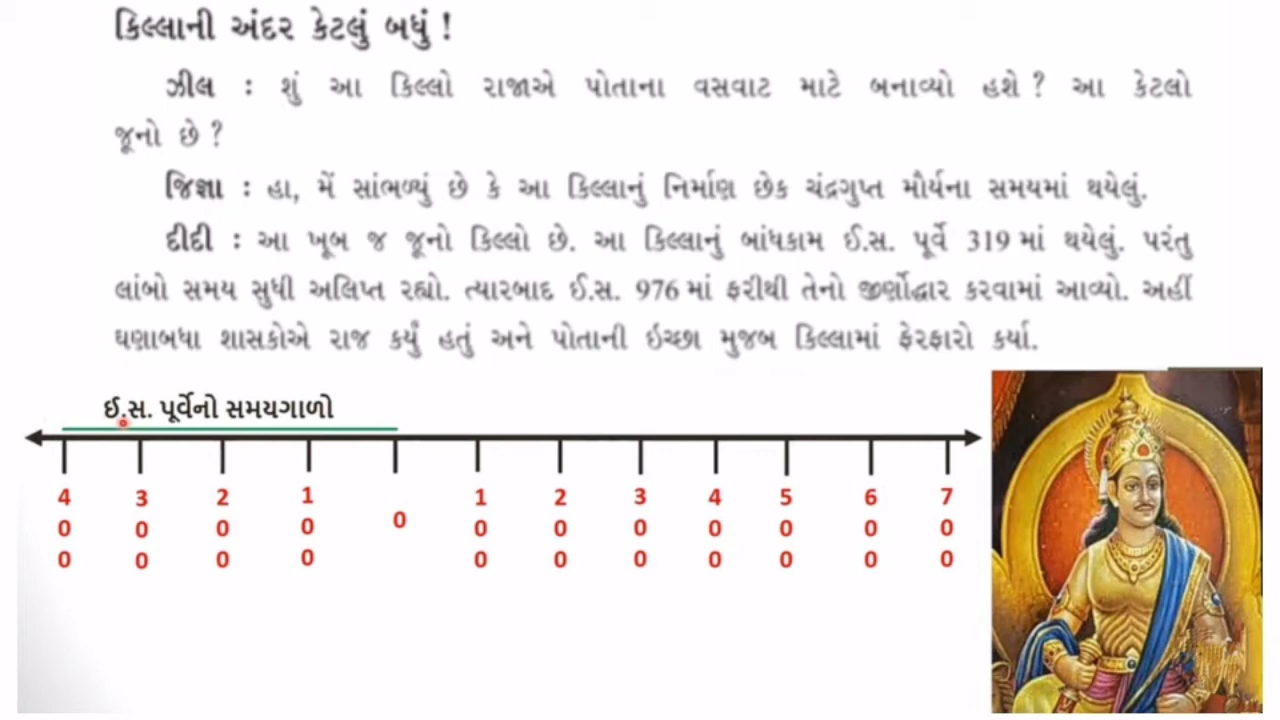 કિલ્લાની અંદર કેટલું બધું !
ઝીલ : શું આ કિલ્લો રાજાએ પોતાના વસવાટ માટે બનાવ્યો હશે ? આ કેટલો
જૂનો છે ?
જિજ્ઞા : હા, મેં સાંભળ્યું છે કે આ કિલ્લાનું નિર્માણ છેક ચંદ્રગુપ્ત મૌર્યના સમયમાં થયેલું.
દીદી : આ ખૂબ જ જૂનો કિલ્લો છે. આ કિલ્લાનું બાંધકામ ઈ.સ. પૂર્વે 319 માં થયેલું. પરંતુ
લાંબો સમય સુધી અલિપ્ત રહ્યો. ત્યારબાદ ઈ.સ. 976 માં ફરીથી તેનો જીર્ણોદ્ધાર કરવામાં આવ્યો. અહીં
ઘણાબધા શાસકોએ રાજ કર્યું હતું અને પોતાની ઇચ્છા મુજબ કિલ્લામાં ફેરફારો કર્યા.
ઈ.સ. પૂર્વેનો સમયગાળો
400 300 200 100 0 100 200 300 400 500 600 700